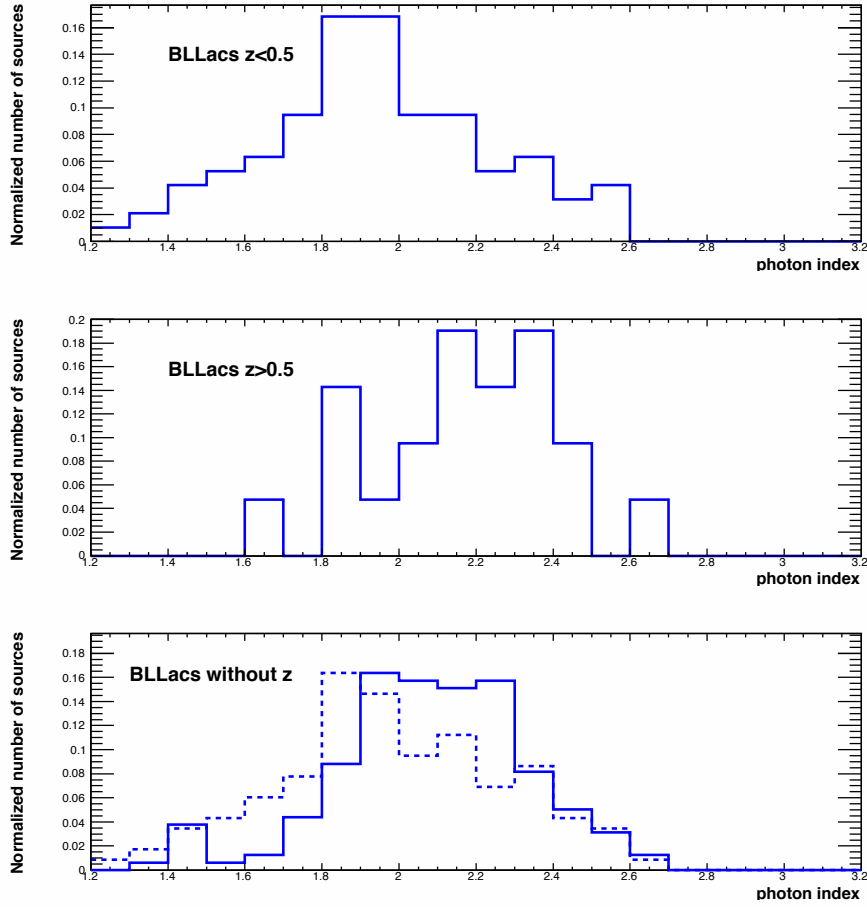 Normalized number of sources
0.16
0.14
0.12
0.1
0.08
0.06
0.04
0.02
0
BLLacs z<0.5
1.2 1.4 1.6 1.8 2 2.2 2.4 2.6 2.8 3 3.2
photon index
Normalized number of sources
0.2
0.18
0.16
0.14
0.12
0.1
0.08
0.06
0.04
0.02
0
BLLacs z>0.5
1.2 1.4 1.6 1.8 2 2.2 2.4 2.6 2.8 3 3.2
photon index
Normalized number of sources
0.18
0.16
0.14
0.12
0.1
0.08
0.06
0.04
0.02
0
BLLacs without z
1.2 1.4 1.6 1.8 2 2.2 2.4 2.6 2.8 3 3.2
photon index